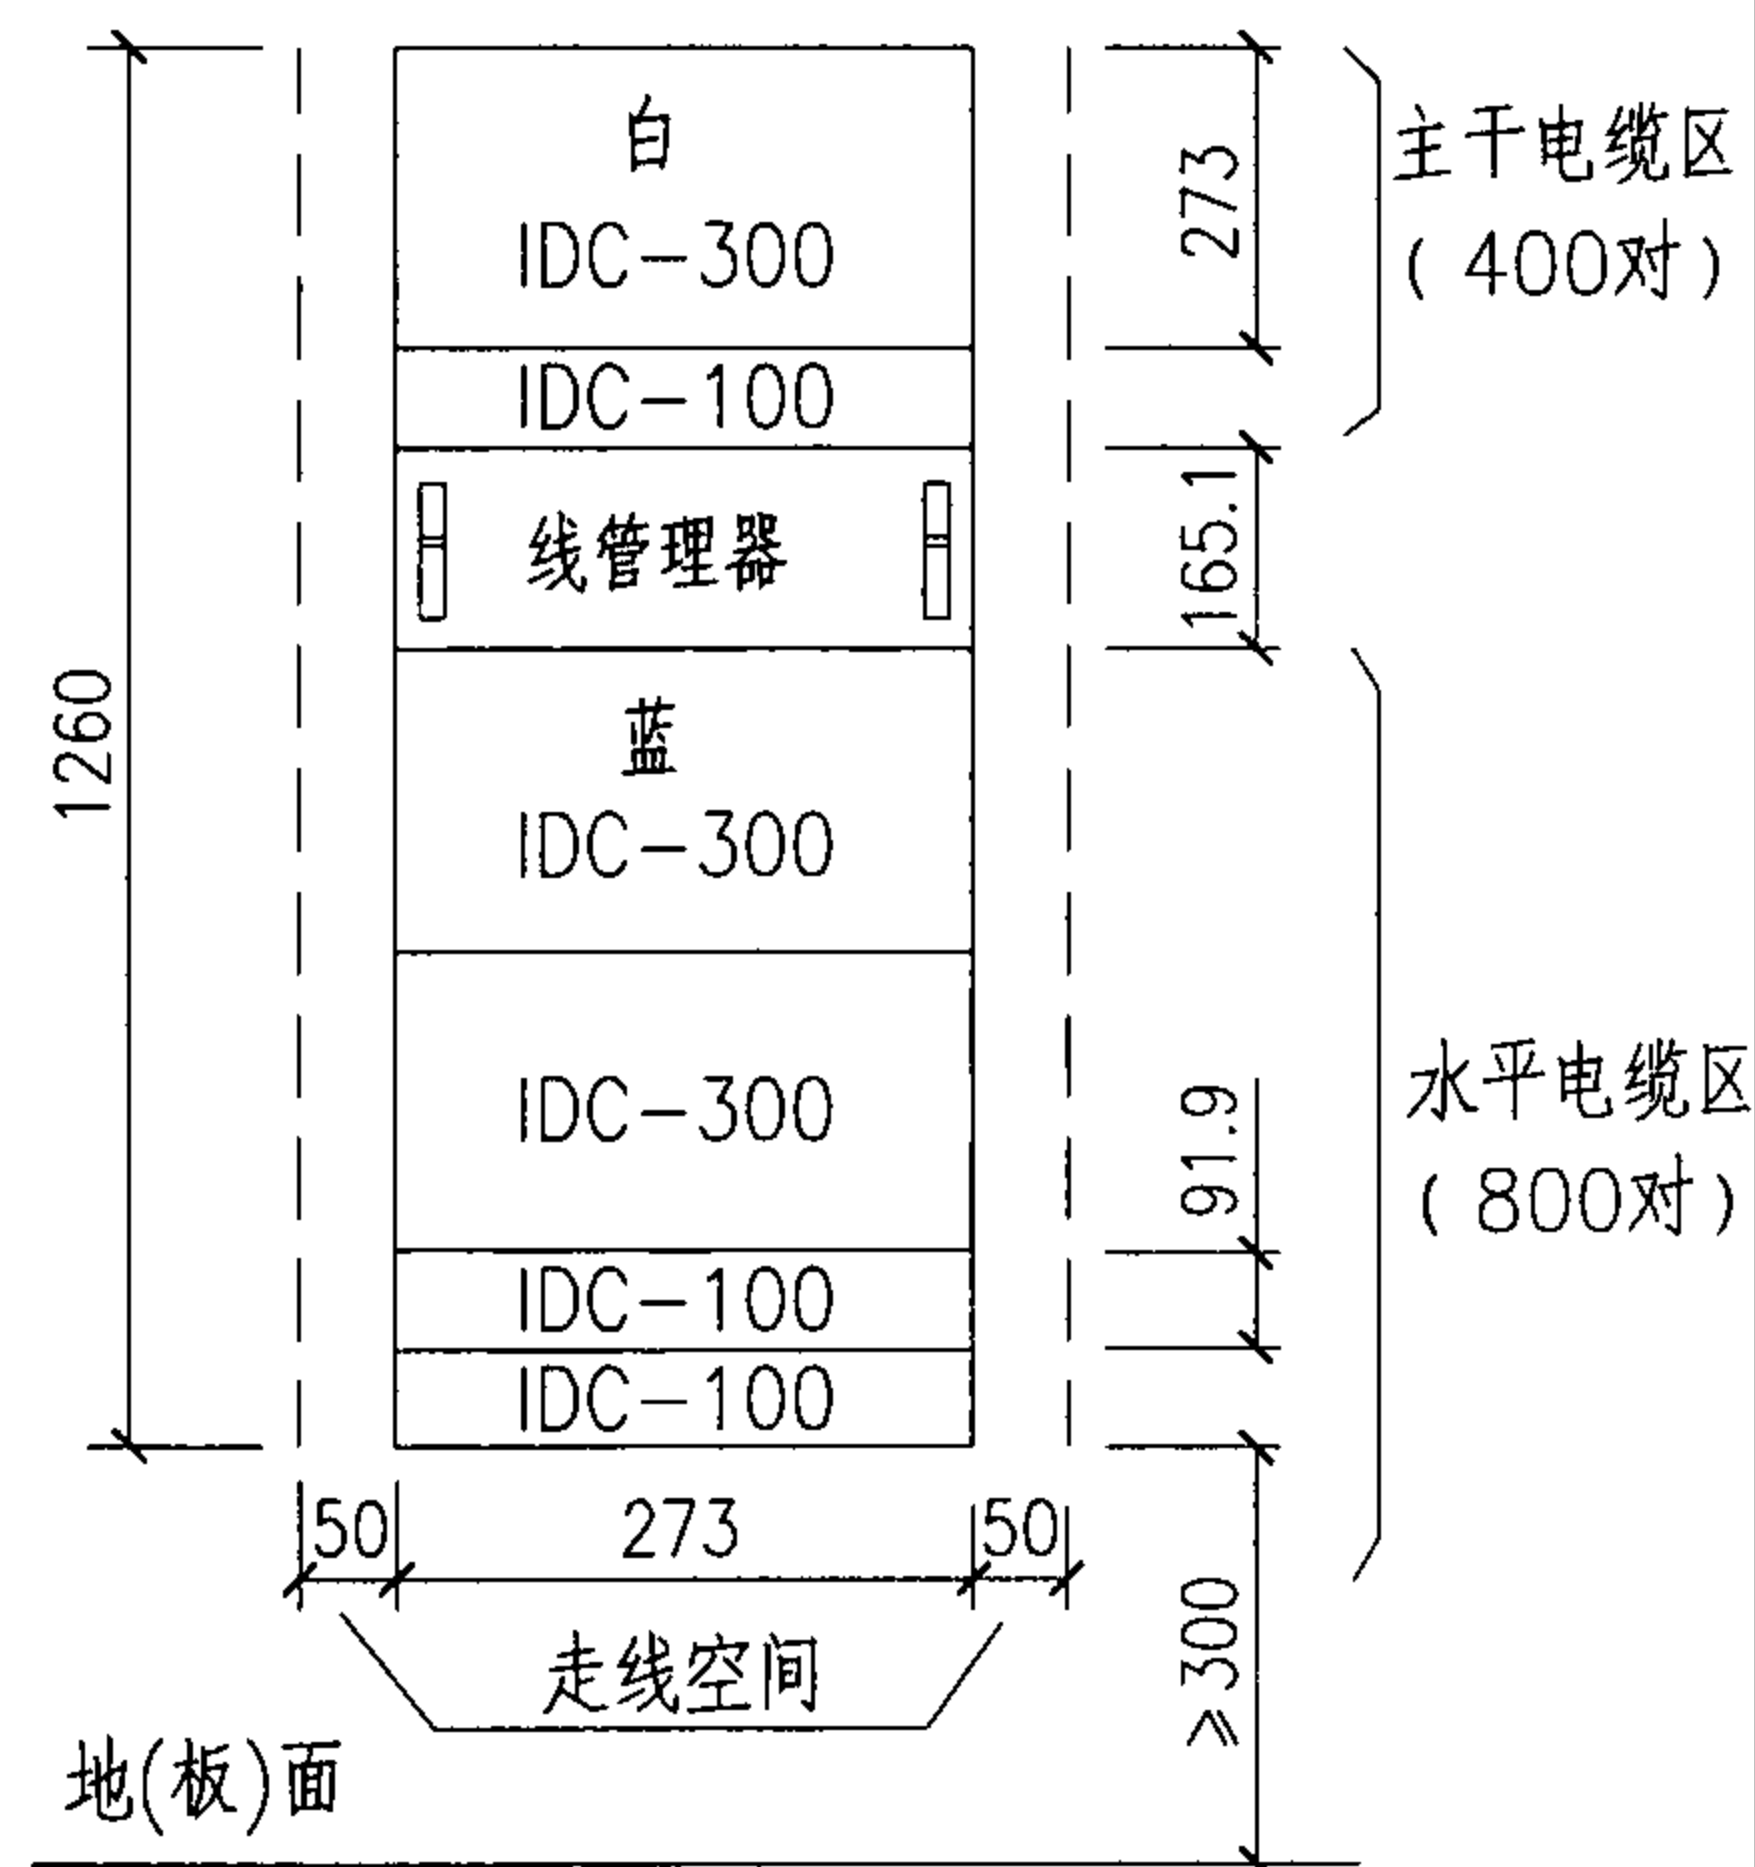 白
IDC-300
273
主干电缆区
(400对)
IDC-100
线管理器
165.1
1260
蓝
IDC-300
IDC-300
91.9
水平电缆区
(800对)
IDC-100
IDC-100
50
273
50
走线空间
≥300
地(板)面